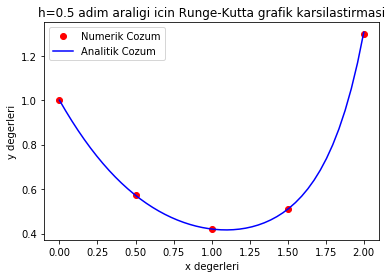 h=0.5 adim araligi icin Runge-Kutta grafik karsilastirmasi
Numerik Cozum
Analitik Cozum
y degerleri
1.2
1.0
0.8
0.6
0.4
0.00 0.25 0.50 0.75 1.00 1.25 1.50 1.75 2.00
x degerleri